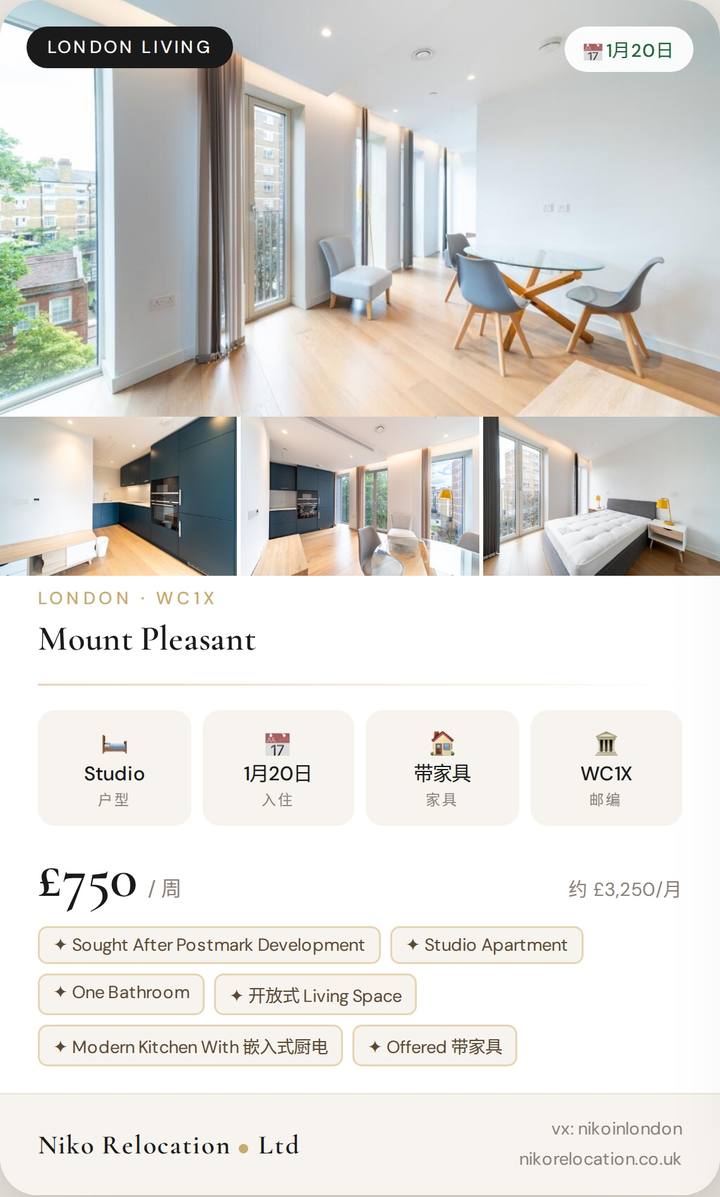 LONDON LIVING
📅1月20日
LONDON · WC1X
Mount Pleasant
🛏️ 📅 🏠 🏛️
Studio 1月20日 带家具 WC1X
户型 入住 家具 邮编
£750 / 周 约 £3,250/月
✦ Sought After Postmark Development ✦ Studio Apartment
✦ One Bathroom ✦ 开放式 Living Space
✦ Modern Kitchen With 嵌入式厨电 ✦ Offered 带家具
Niko Relocation • Ltd
vx: nikoinlondon
nikorelocation.co.uk